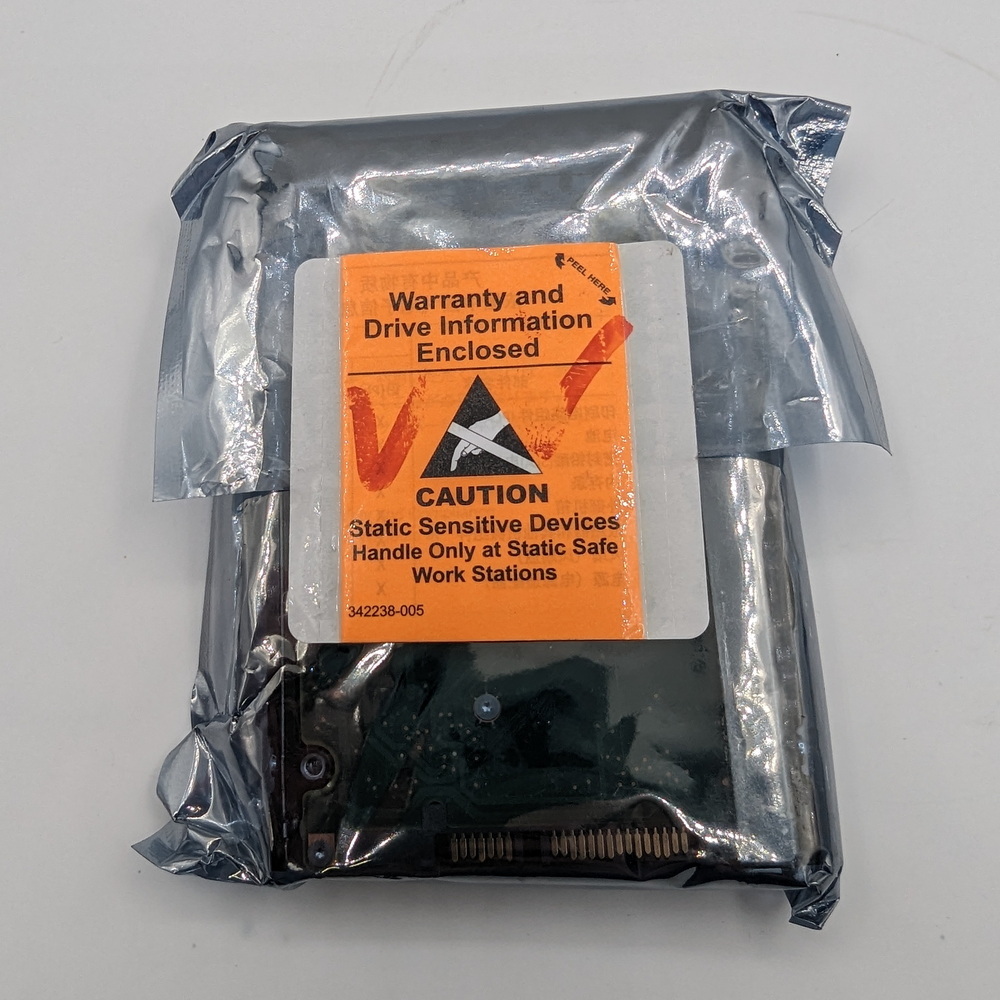 PEEL HERE
Warranty and
Drive Information
Enclosed
CAUTION
Static Sensitive Devices
Handle Only at Static Safe
Work Stations
342238-005